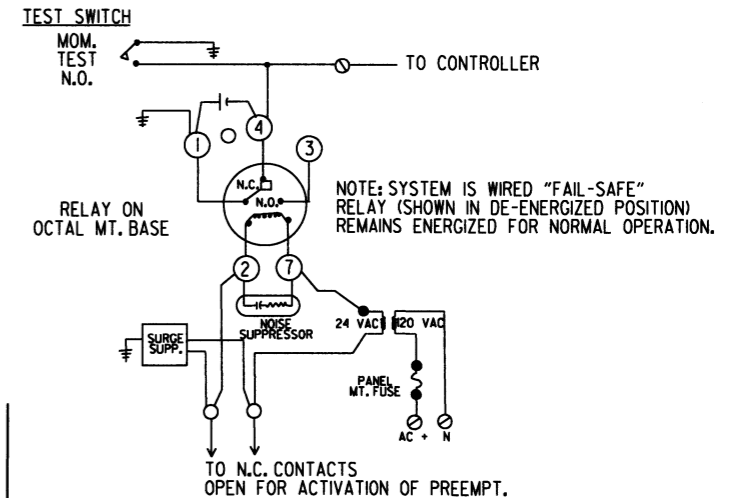 TEST SWITCH
MOM.
TEST
N.O.
TO CONTROLLER
1
4
3
N.C.
N.O.
RELAY ON
OCTAL MT. BASE
NOTE: SYSTEM IS WIRED "FAIL-SAFE"
RELAY (SHOWN IN DE-ENERGIZED POSITION)
REMAINS ENERGIZED FOR NORMAL OPERATION.
2
7
NOISE
SUPPRESSOR
24 VAC
120 VAC
SURGE
SUPP.
PANEL
MT. FUSE
AC +
N
TO N.C. CONTACTS
OPEN FOR ACTIVATION OF PREEMPT.